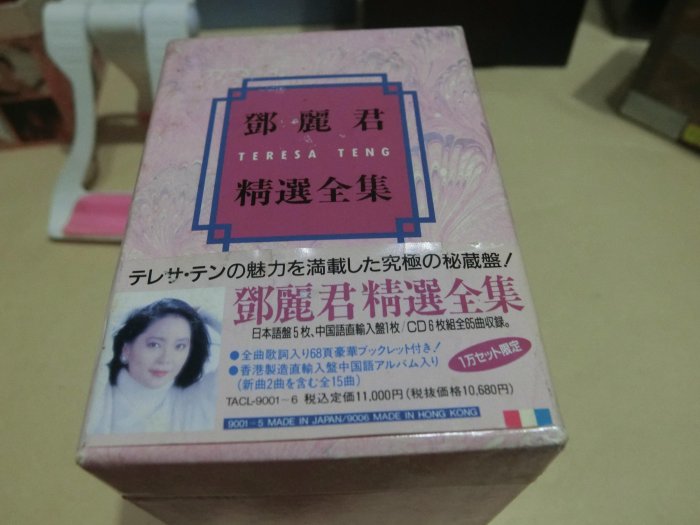 鄧麗君
TERESA TENG
精選全集
テレサ・テンの魅力を満載した究極の秘蔵盤!
鄧麗君精選全集
日本語盤5枚、中国語直輸入盤1枚/CD6枚組全85曲収録。
●全曲歌詞入り68頁豪華ブックレット付き!
●香港製造直輸入盤中国語アルバム入り
(新曲2曲を含む全15曲)
1万セット限定
TACL-9001-6 税込定価11,000円(税抜価格10,680円)
9001-5 MADE IN JAPAN/9006 MADE IN HONG KONG